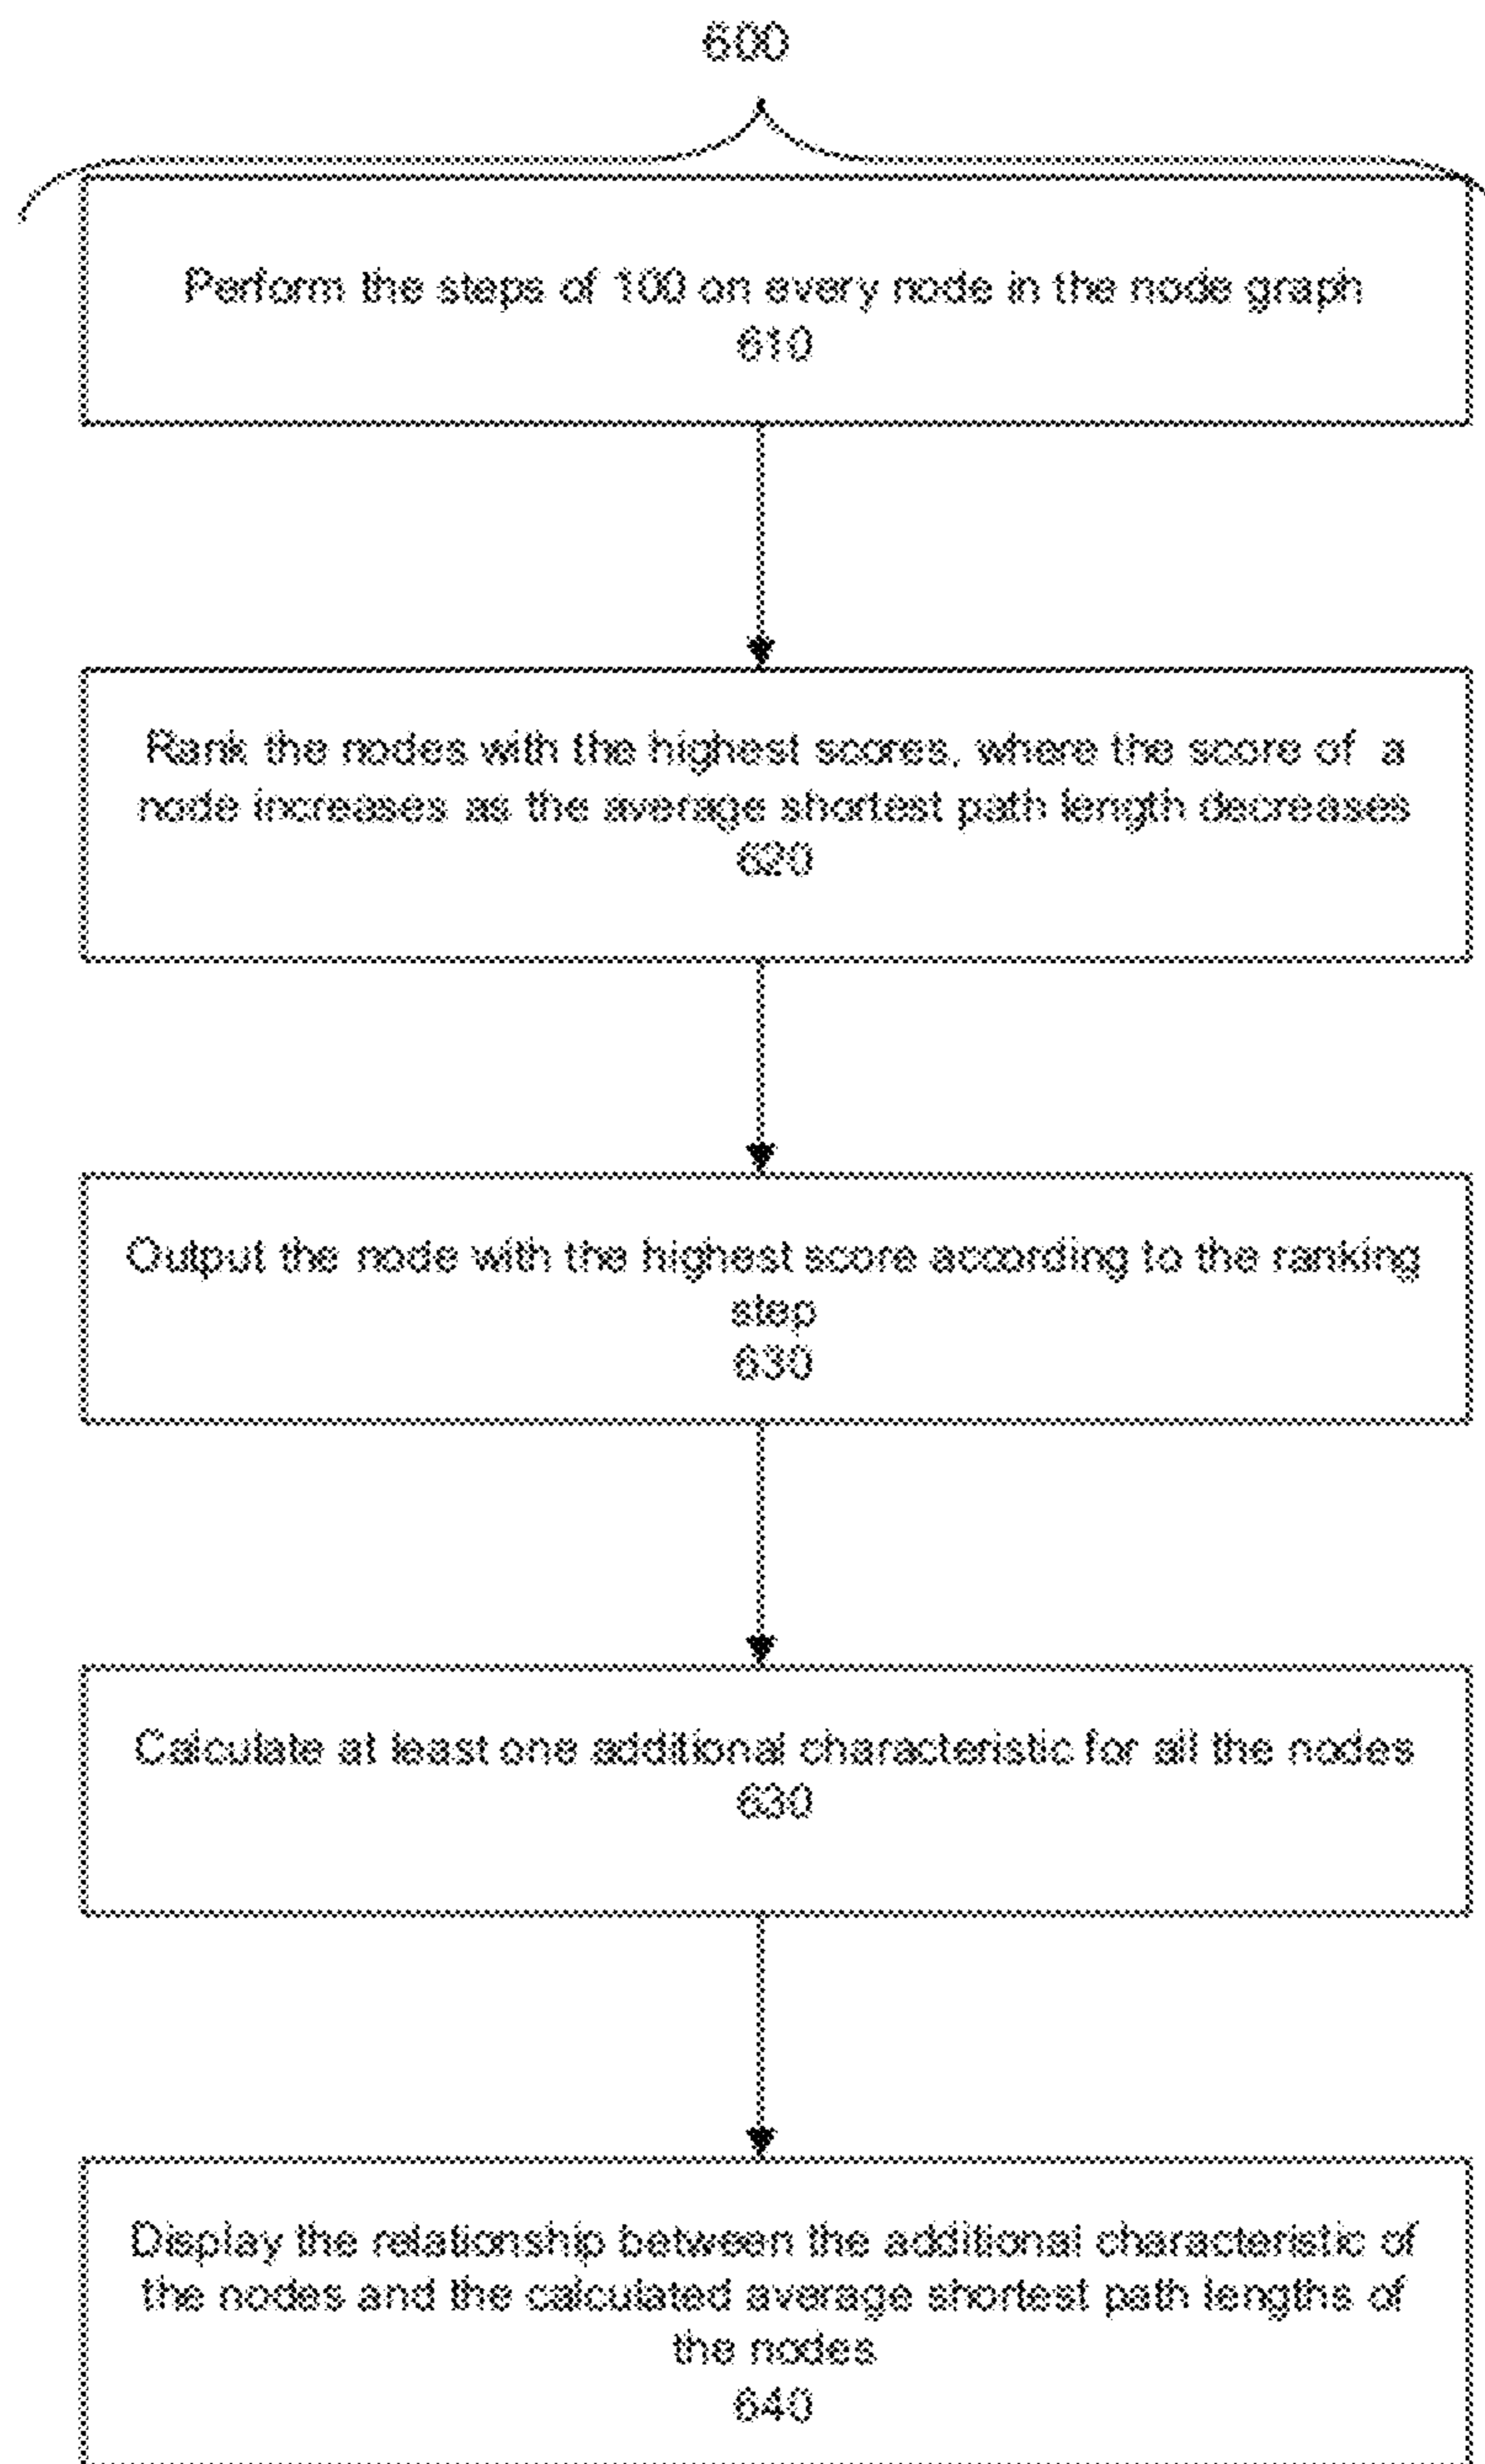 600
Perform the steps of 100 on every node in the node graph
610
Rank the nodes with the highest scores, where the score of a
node increases as the average shortest path length decreases
620
Output the node with the highest score according to the ranking
step
630
Calculate at least one additional characteristic for all the nodes
630
Display the relationship between the additional characteristic of
the nodes and the calculated average shortest path lengths of
the nodes
640